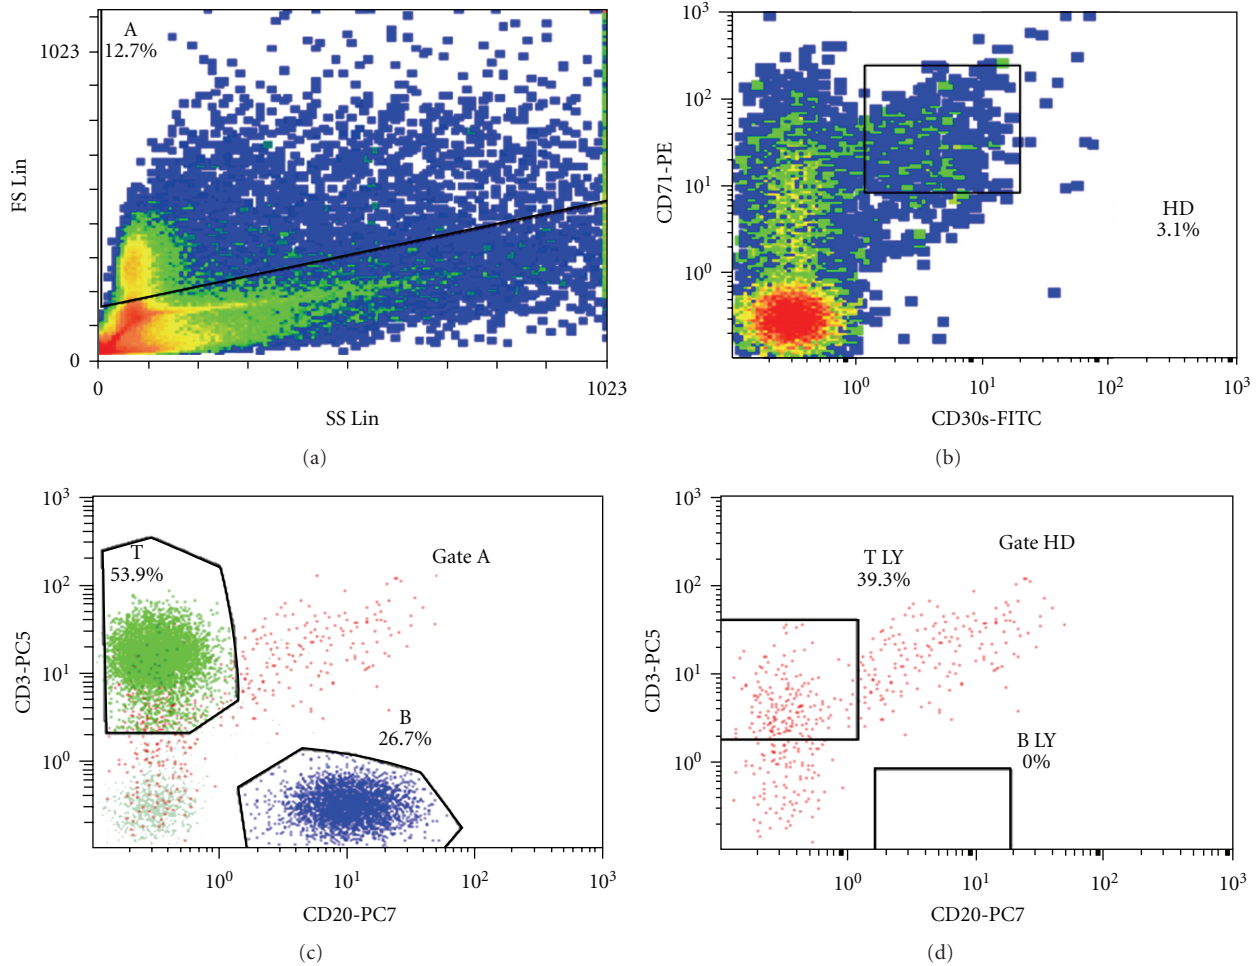 A
12.7%
1023
FS Lin
0
0
1023
SS Lin
(a)
10³
10²
10¹
10⁰
CD71-PE
HD
3.1%
10⁰
10¹
10²
10³
CD30s-FITC
(b)
10³
10²
10¹
10⁰
CD3-PC5
T
53.9%
Gate A
B
26.7%
10⁰
10¹
10²
10³
CD20-PC7
(c)
10³
10²
10¹
10⁰
CD3-PC5
Gate HD
T LY
39.3%
B LY
0%
10⁰
10¹
10²
10³
CD20-PC7
(d)